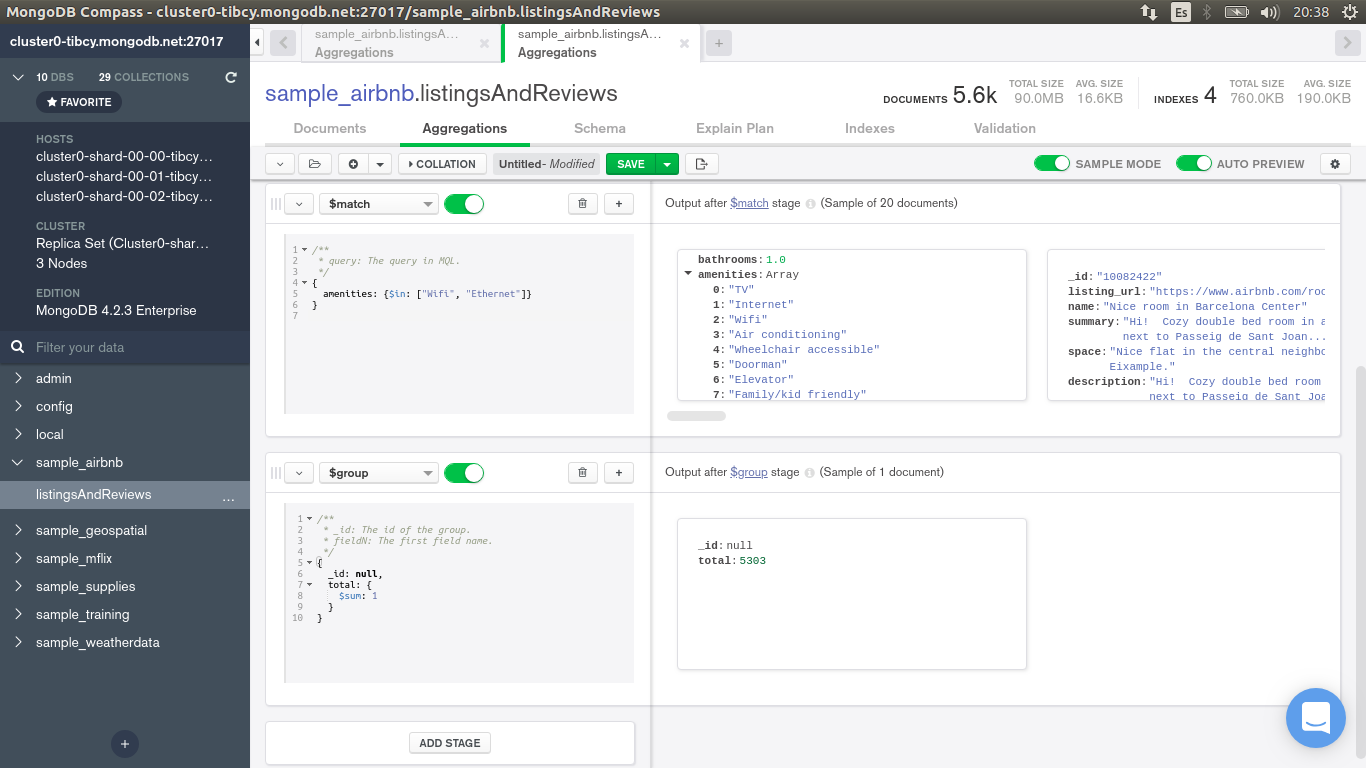 MongoDB Compass - cluster0-tibcy.mongodb.net:27017/sample_airbnb.listingsAndReviews
Es
20:38
cluster0-tibcy.mongodb.net:27017
10 DBS 29 COLLECTIONS
FAVORITE
HOSTS
cluster0-shard-00-00-tibcy...
cluster0-shard-00-01-tibcy...
cluster0-shard-00-02-tibcy...
CLUSTER
Replica Set (Cluster0-shar...
3 Nodes
EDITION
MongoDB 4.2.3 Enterprise
Filter your data
admin
config
local
sample_airbnb
listingsAndReviews ...
sample_geospatial
sample_mflix
sample_supplies
sample_training
sample_weatherdata
+
sample_airbnb.listingsA...
Aggregations
sample_airbnb.listingsA...
Aggregations
+
sample_airbnb.listingsAndReviews
DOCUMENTS 5.6k
TOTAL SIZE
90.0MB
AVG. SIZE
16.6KB
INDEXES 4
TOTAL SIZE
760.0KB
AVG. SIZE
190.0KB
Documents
Aggregations
Schema
Explain Plan
Indexes
Validation
COLLATION
Untitled- Modified
SAVE
SAMPLE MODE
AUTO PREVIEW
$match
+
1 /**
2 * query: The query in MQL.
3 */
4 {
5 amenities: {$in: ["Wifi", "Ethernet"]}
6 }
7
Output after $match stage (Sample of 20 documents)
bathrooms: 1.0
amenities: Array
0: "TV"
1: "Internet"
2: "Wifi"
3: "Air conditioning"
4: "Wheelchair accessible"
5: "Doorman"
6: "Elevator"
7: "Family/kid friendly"
_id: "10082422"
listing_url: "https://www.airbnb.com/roo
name: "Nice room in Barcelona Center"
summary: "Hi! Cozy double bed room in a
next to Passeig de Sant Joan...
space: "Nice flat in the central neighbo
Eixample."
description: "Hi! Cozy double bed room
next to Passeig de Sant Joa
$group
+
1 /**
2 * _id: The id of the group.
3 * fieldN: The first field name.
4 */
5 {
6 _id: null,
7 total: {
8 $sum: 1
9 }
10 }
Output after $group stage (Sample of 1 document)
_id: null
total: 5303
ADD STAGE